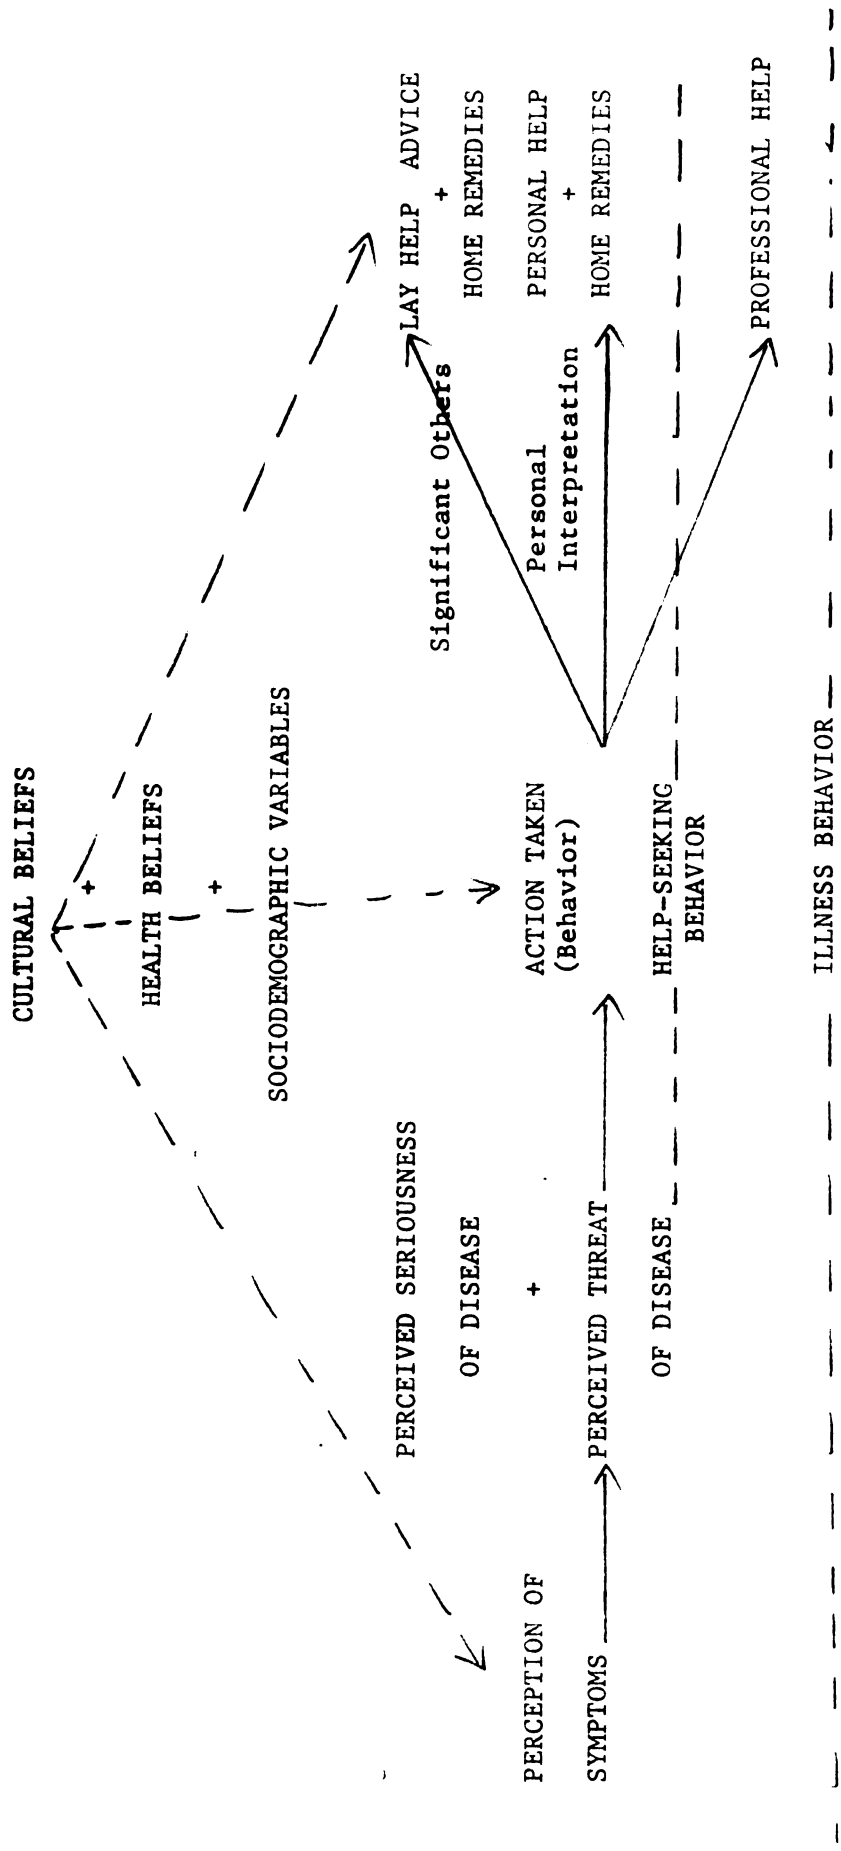 CULTURAL BELIEFS
+
HEALTH BELIEFS
+
SOCIODEMOGRAPHIC VARIABLES
PERCEPTION OF
SYMPTOMS
PERCEIVED SERIOUSNESS
OF DISEASE
+
PERCEIVED THREAT
OF DISEASE
ACTION TAKEN
(Behavior)
HELP-SEEKING
BEHAVIOR
Significant Others
Personal
Interpretation
LAY HELP ADVICE
+
HOME REMEDIES
PERSONAL HELP
+
HOME REMEDIES
PROFESSIONAL HELP
ILLNESS BEHAVIOR